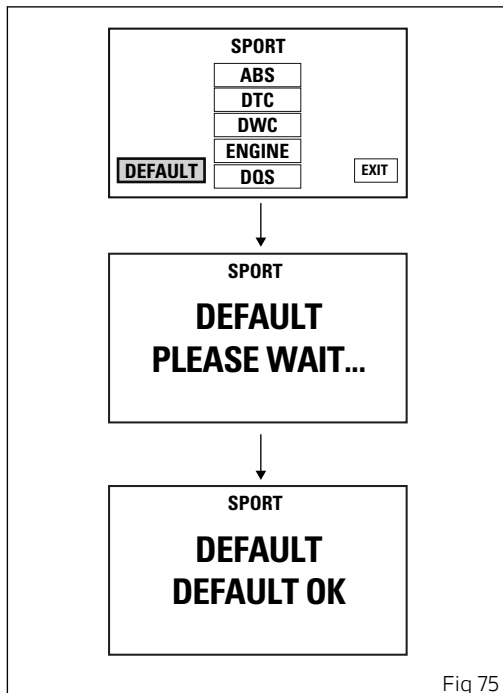 SPORT
ABS
DTC
DWC
ENGINE
DEFAULT
DQS
EXIT
SPORT
DEFAULT
PLEASE WAIT...
SPORT
DEFAULT
DEFAULT OK
Fig 75